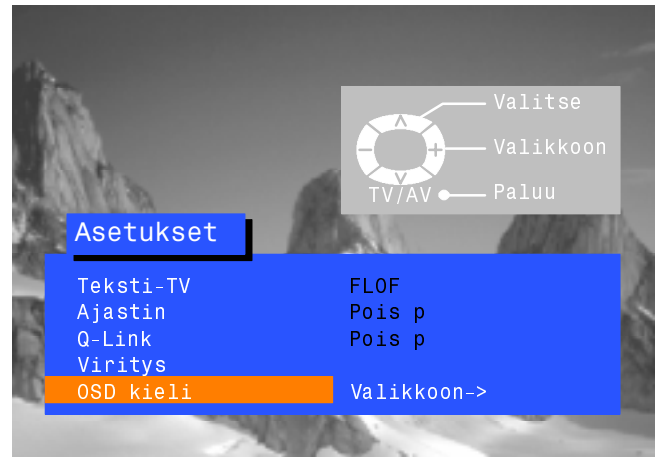 Valitse
Valikkoon
TV/AV Paluu
Asetukset
Teksti-TV FLOF
Ajastin Pois p
Q-Link Pois p
Viritys
OSD kieli Valikkoon->